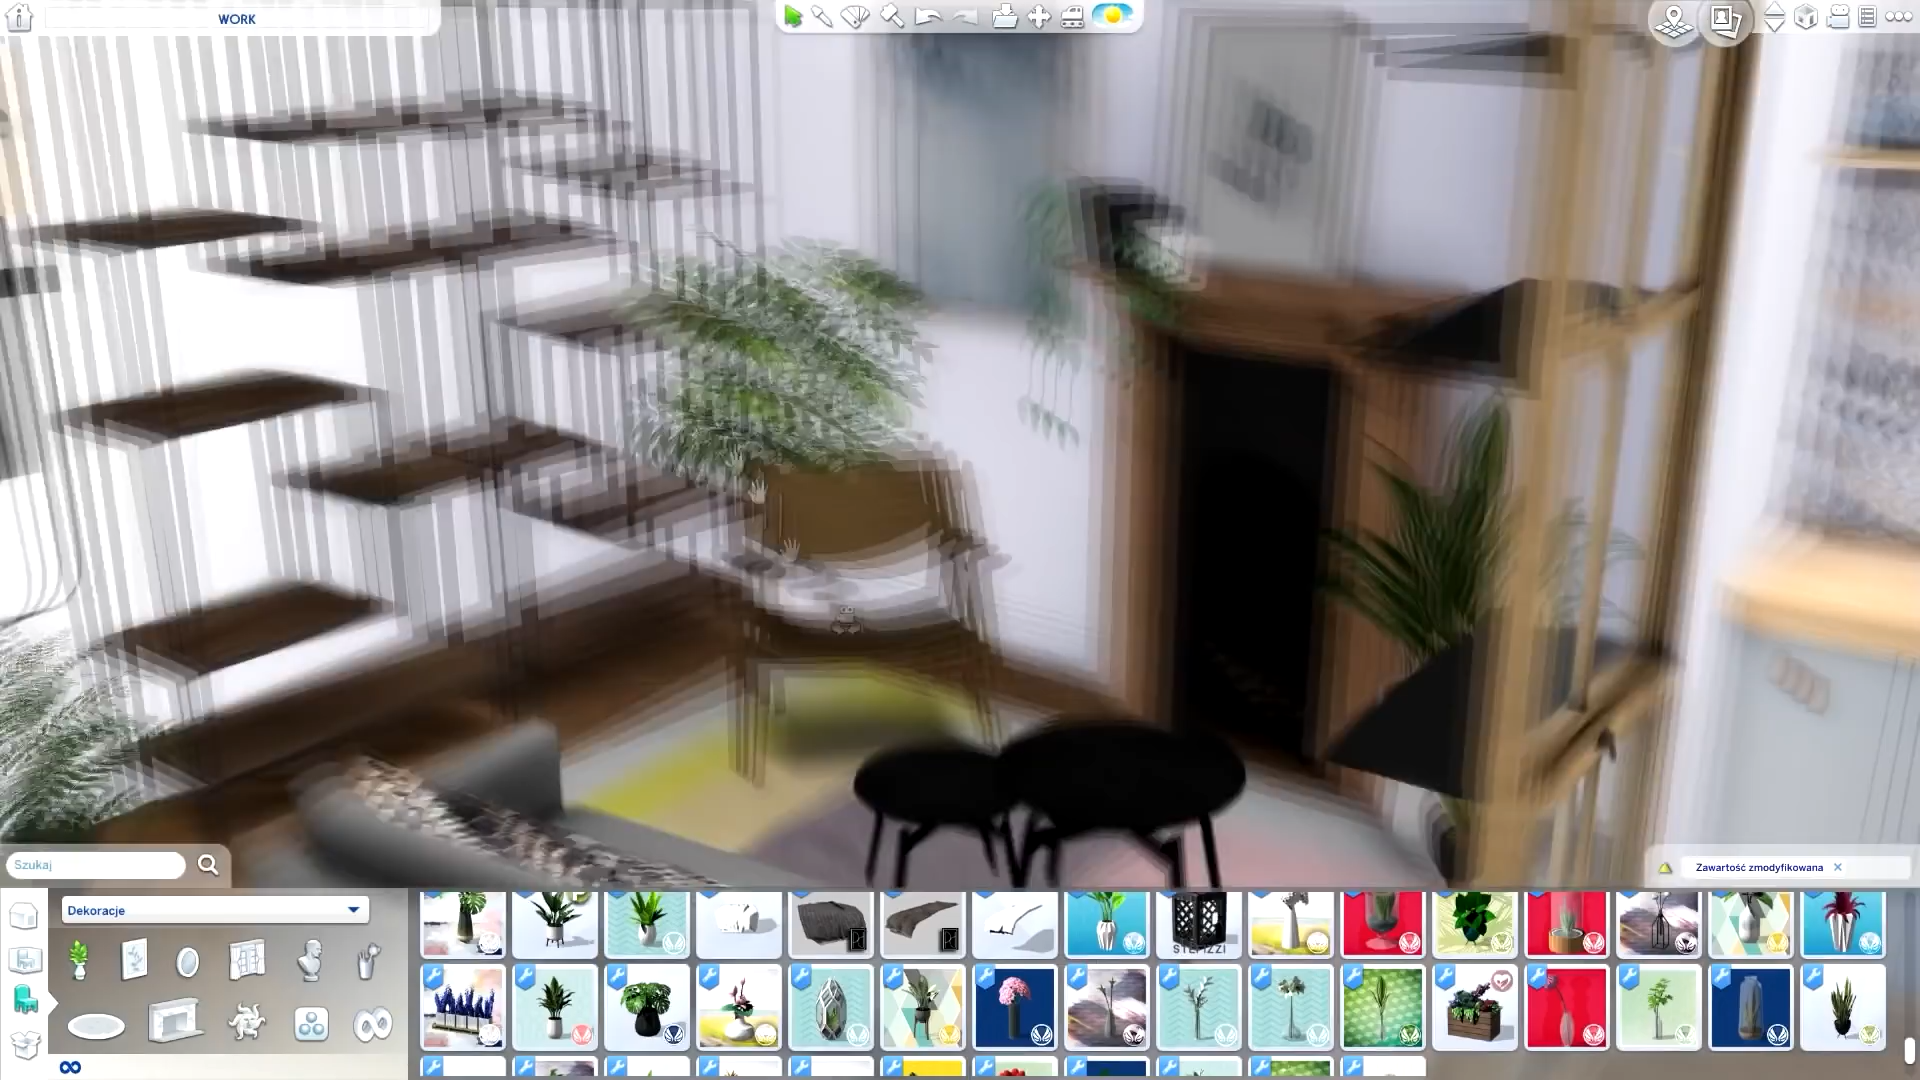 WORK
Szukaj
Zawartość zmodyfikowana
Dekoracje
STEPIZZI